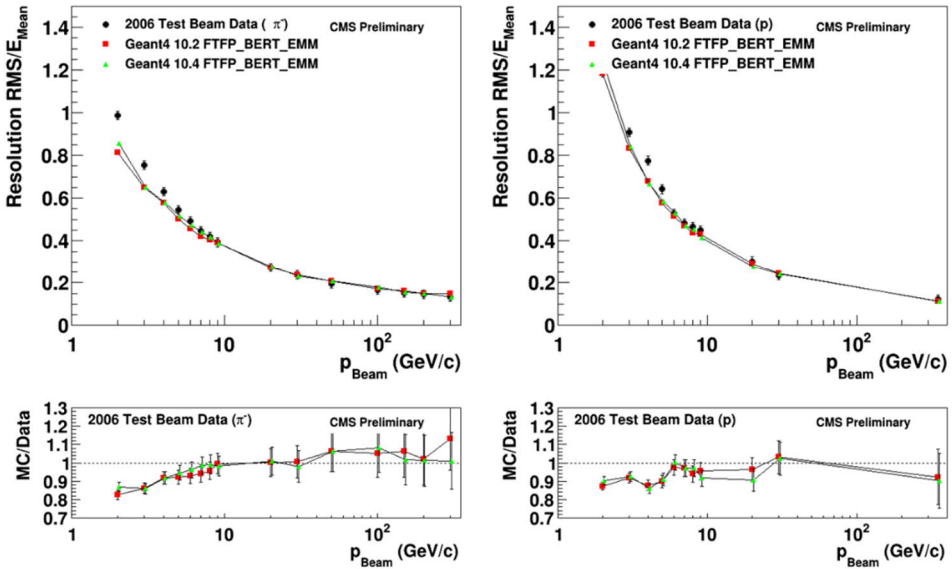 2006 Test Beam Data ( π⁻) CMS Preliminary
Geant4 10.2 FTFP_BERT_EMM
Geant4 10.4 FTFP_BERT_EMM
Resolution RMS/E_Mean
1.4
1.2
1
0.8
0.6
0.4
0.2
0
1 10 10²
p_Beam (GeV/c)
2006 Test Beam Data (p) CMS Preliminary
Geant4 10.2 FTFP_BERT_EMM
Geant4 10.4 FTFP_BERT_EMM
Resolution RMS/E_Mean
1.4
1.2
1
0.8
0.6
0.4
0.2
0
1 10 10²
p_Beam (GeV/c)
2006 Test Beam Data (π⁻) CMS Preliminary
MC/Data
1.3
1.2
1.1
1
0.9
0.8
0.7
1 10 10²
p_Beam (GeV/c)
2006 Test Beam Data (p) CMS Preliminary
MC/Data
1.3
1.2
1.1
1
0.9
0.8
0.7
1 10 10²
p_Beam (GeV/c)